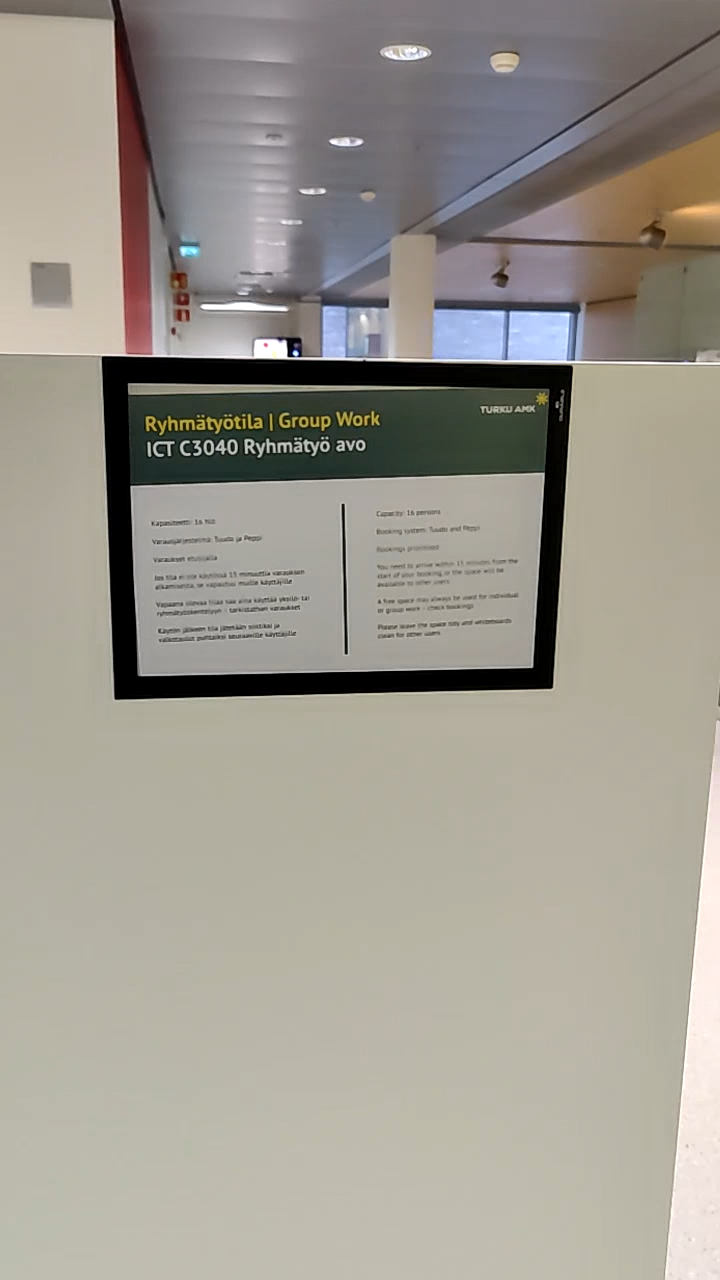 Ryhmätyötila | Group Work
ICT C3040 Ryhmätyö avo
TURKU AMK
Kapasiteetti: 16 hlö
Varausjärjestelmä: Tuudo ja Peppi
Varaukset etusijalla
Jos tila ei ole käytössä 15 minuuttia varauksen
alkamisesta, se vapautuu muille käyttäjille
Vapaana olevaa tilaa saa aina käyttää yksilö- tai
ryhmätyöskentelyyn - tarkistathan varaukset
Käytön jälkeen tila jätetään siistiksi ja
valkotaulut puhtaiksi seuraaville käyttäjille
Capacity: 16 persons
Booking system: Tuudo and Peppi
Bookings prioritised
You need to arrive within 15 minutes from the
start of your booking or the space will be
available to other users
A free space may always be used for individual
or group work - check bookings
Please leave the space tidy and whiteboards
clean for other users